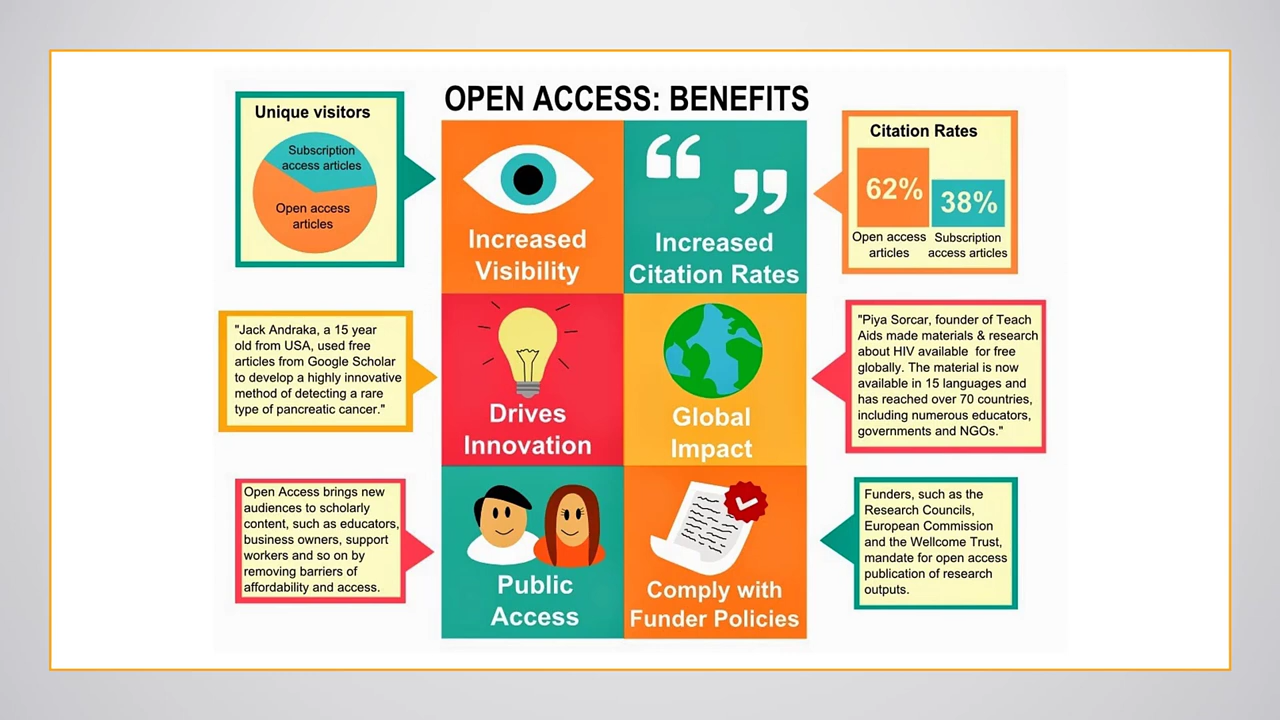 OPEN ACCESS: BENEFITS
Unique visitors
Subscription
access articles
Open access
articles
Increased
Visibility
Increased
Citation Rates
Citation Rates
62%
38%
Open access
articles
Subscription
access articles
"Jack Andraka, a 15 year
old from USA, used free
articles from Google Scholar
to develop a highly innovative
method of detecting a rare
type of pancreatic cancer."
Drives
Innovation
Global
Impact
"Piya Sorcar, founder of Teach
Aids made materials & research
about HIV available for free
globally. The material is now
available in 15 languages and
has reached over 70 countries,
including numerous educators,
governments and NGOs."
Open Access brings new
audiences to scholarly
content, such as educators,
business owners, support
workers and so on by
removing barriers of
affordability and access.
Public
Access
Comply with
Funder Policies
Funders, such as the
Research Councils,
European Commission
and the Wellcome Trust,
mandate for open access
publication of research
outputs.